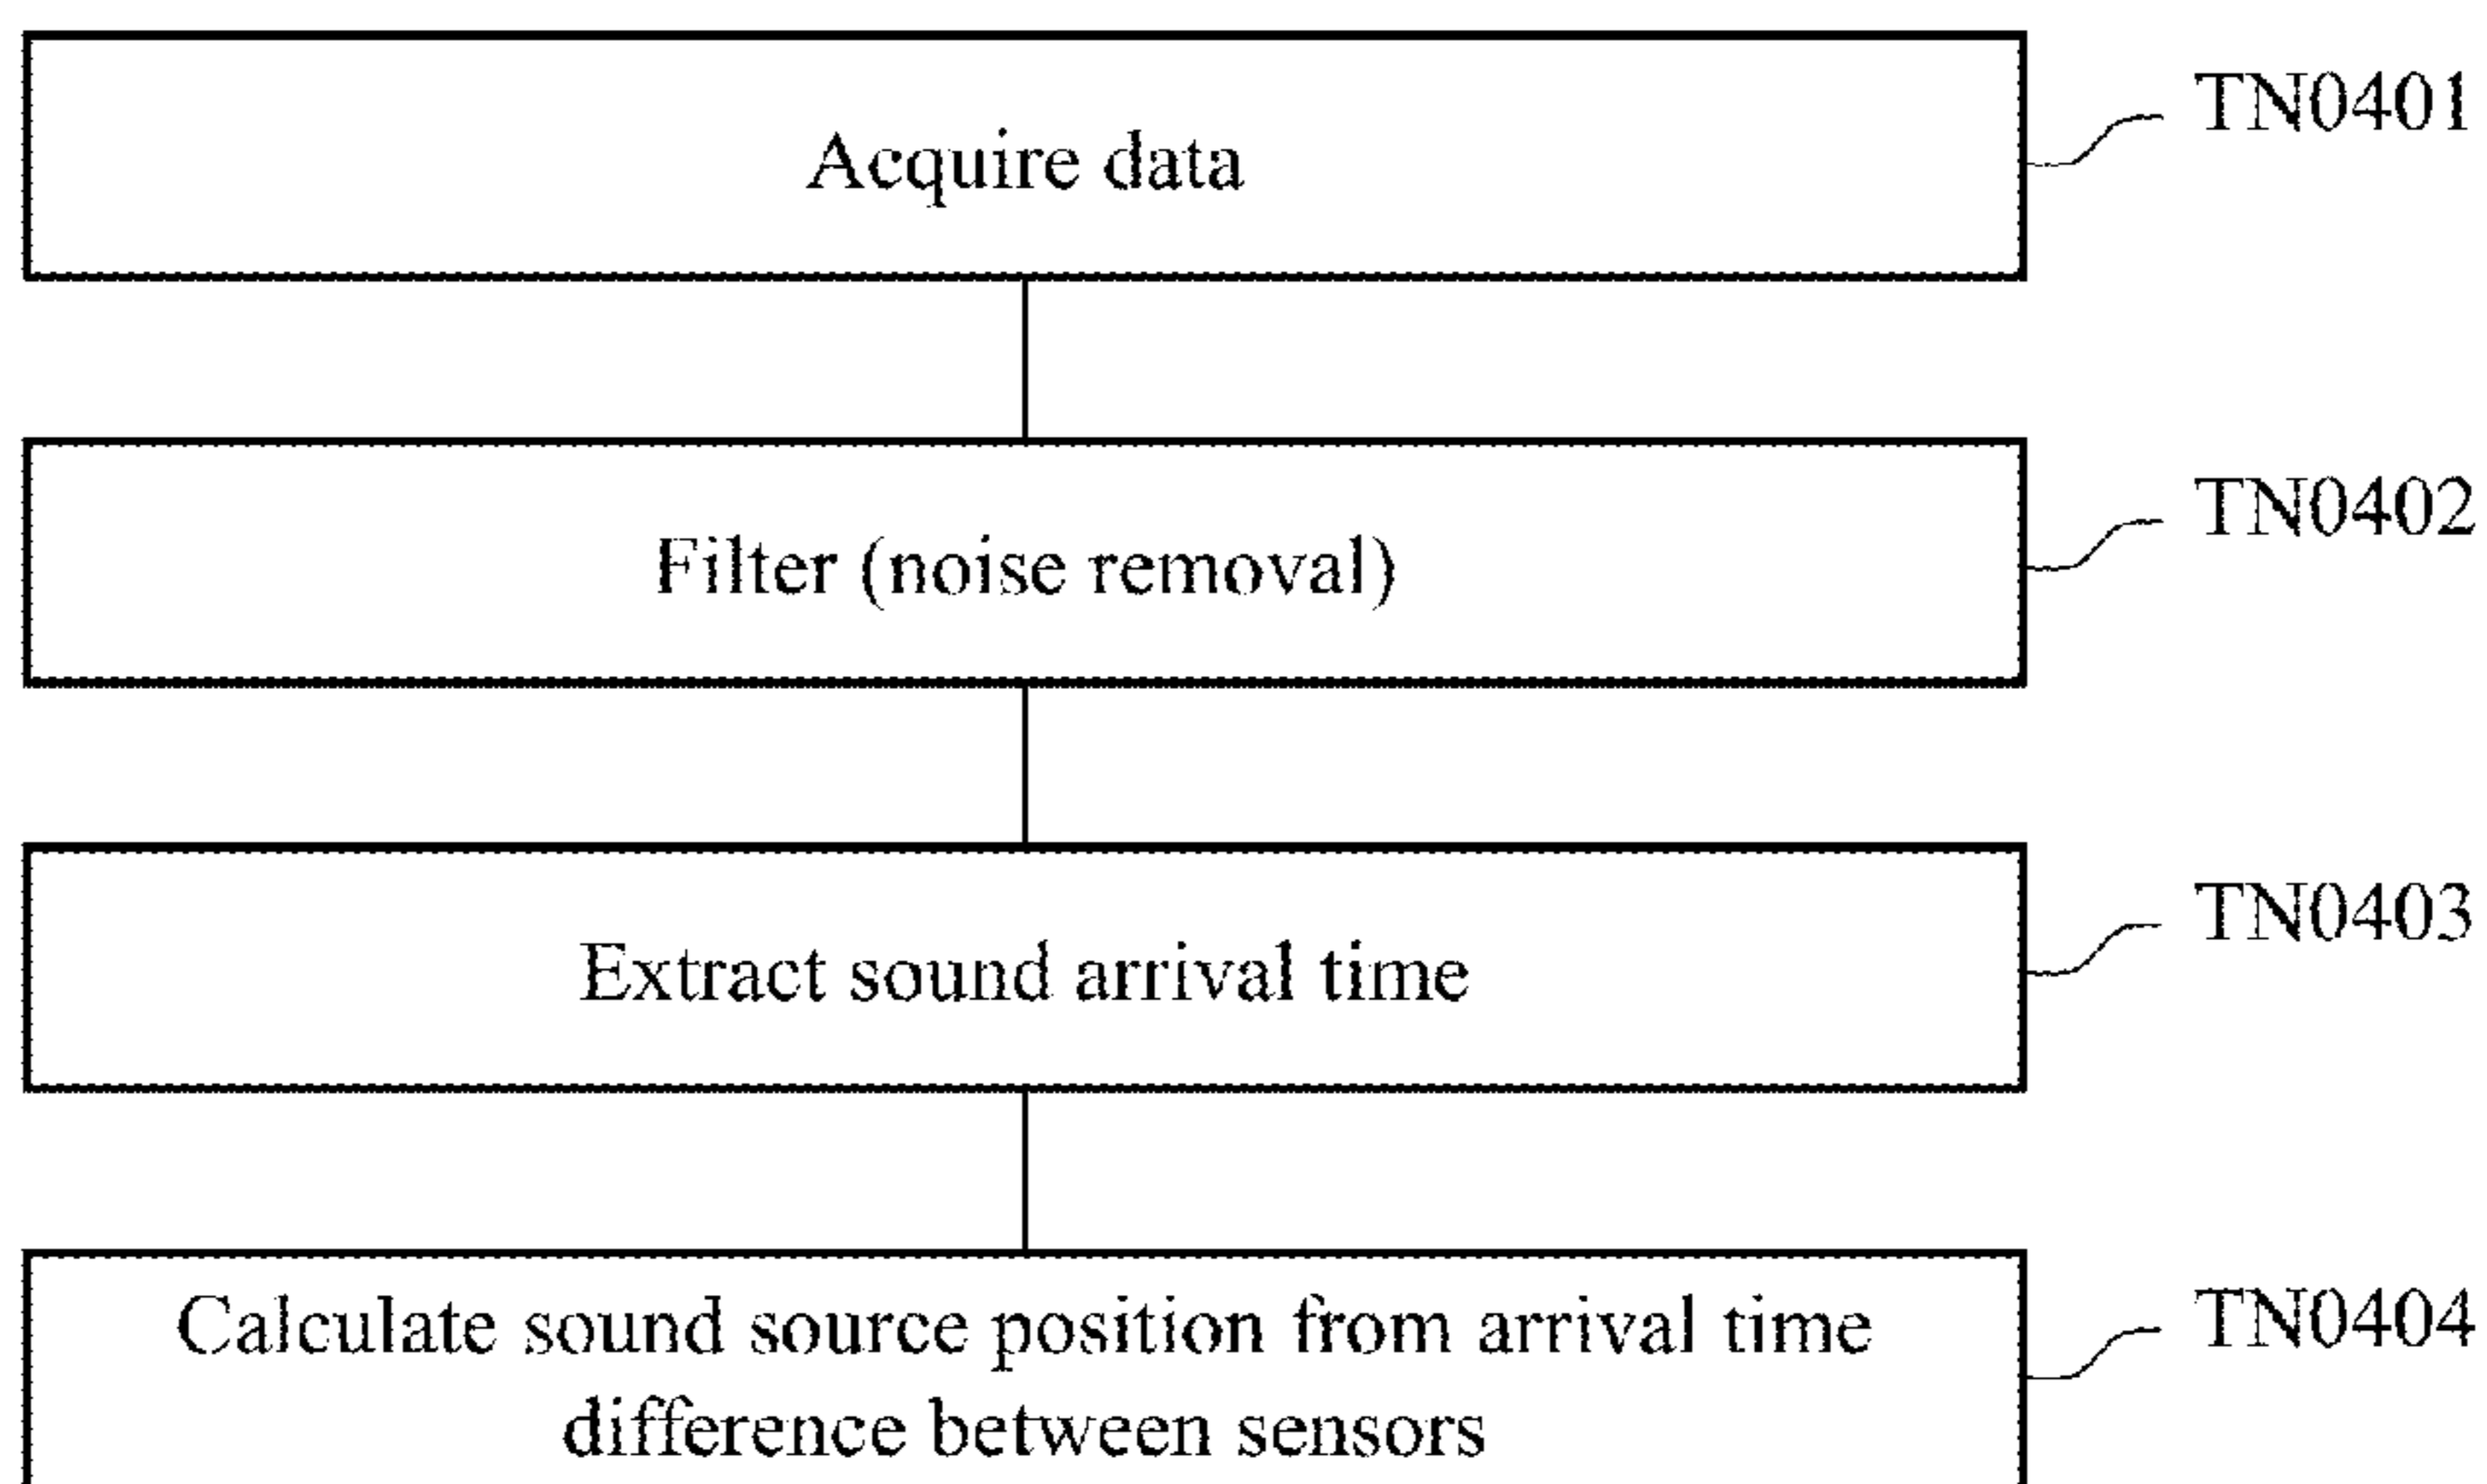 Acquire data
TN0401
Filter (noise removal)
TN0402
Extract sound arrival time
TN0403
Calculate sound source position from arrival time
difference between sensors
TN0404